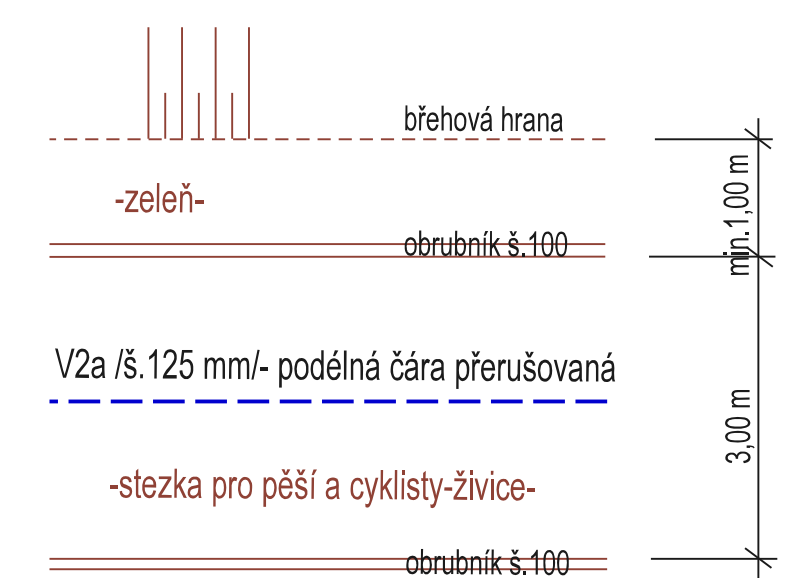 břehová hrana
-zeleň-
min.1,00 m
obrubník š.100
V2a /š.125 mm/- podélná čára přerušovaná
3,00 m
-stezka pro pěší a cyklisty-živice-
obrubník š.100